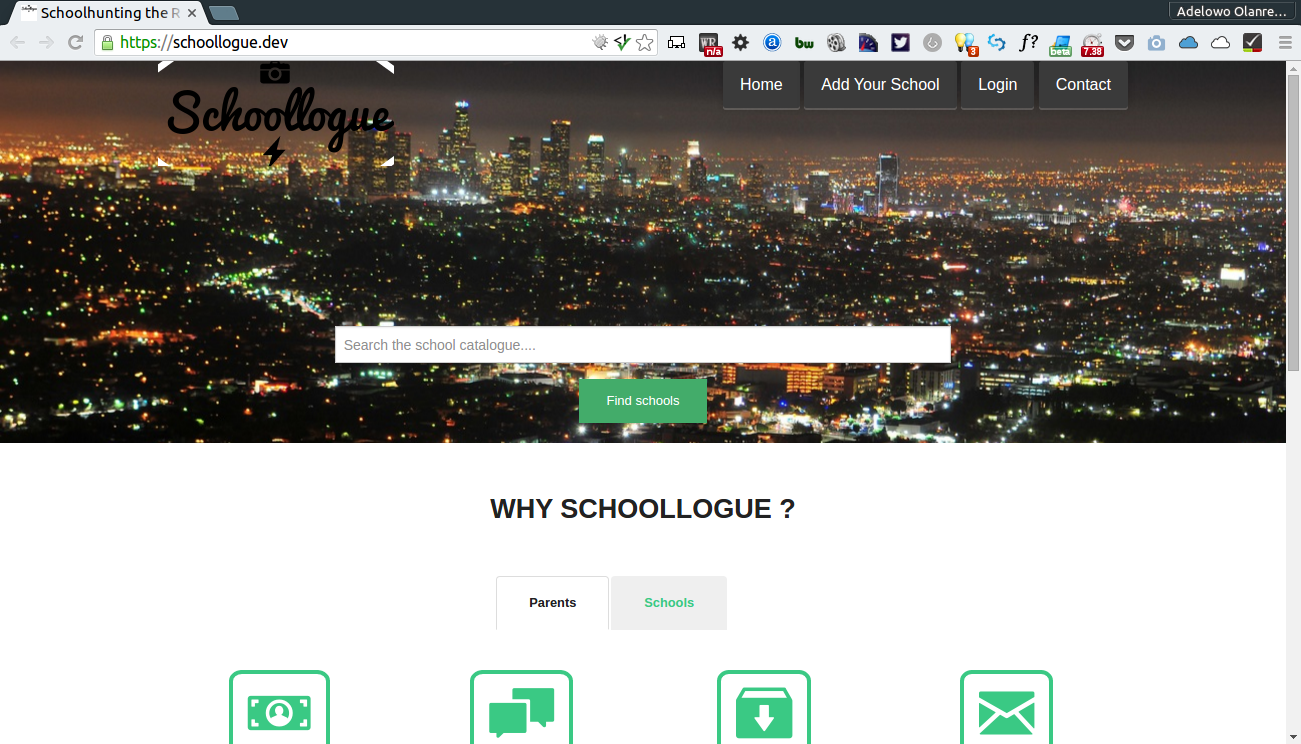 Adelowo Olanre...
Schoolhunting the R
https://schoollogue.dev
WR
n/a
a
bw
3
f?
beta
7.38
Schoollogue
Home
Add Your School
Login
Contact
Search the school catalogue....
Find schools
WHY SCHOOLLOGUE ?
Parents
Schools